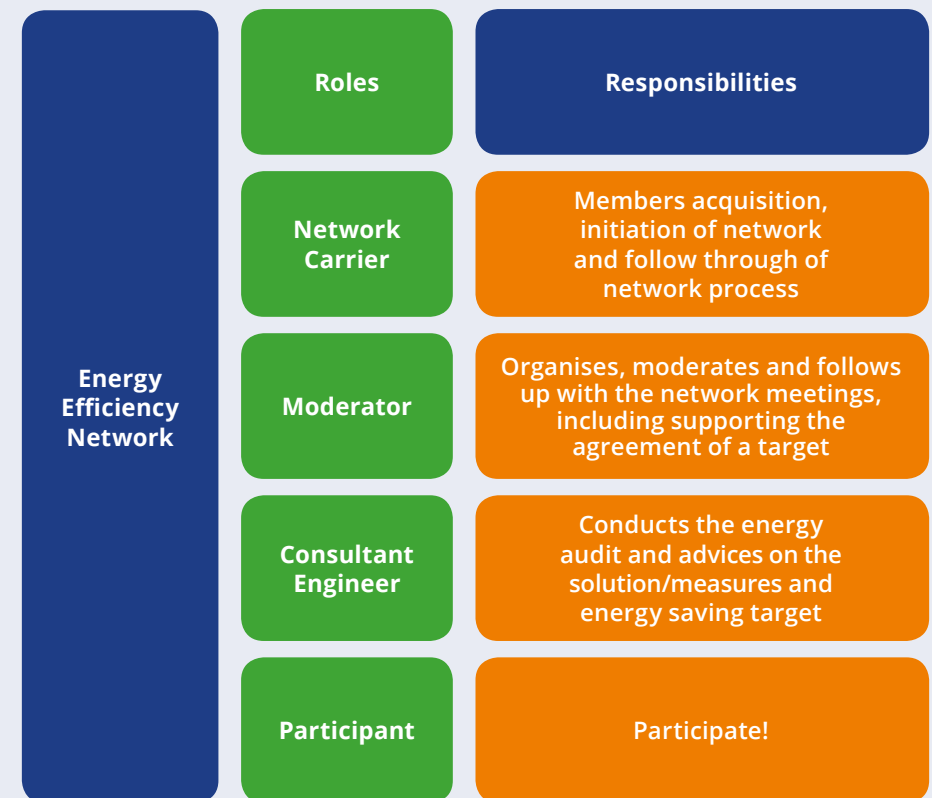 Roles
Responsibilities
Energy
Efficiency
Network
Network
Carrier
Members acquisition,
initiation of network
and follow through of
network process
Moderator
Organises, moderates and follows
up with the network meetings,
including supporting the
agreement of a target
Consultant
Engineer
Conducts the energy
audit and advices on the
solution/measures and
energy saving target
Participant
Participate!